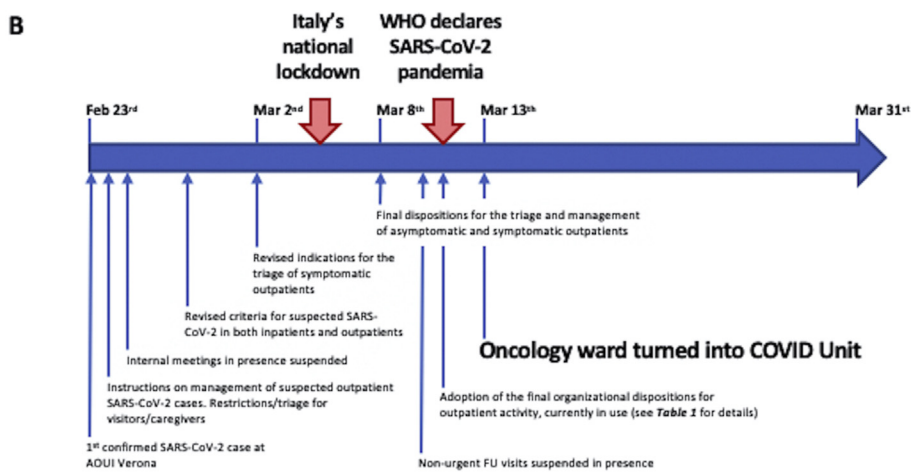 B
Italy's
national
lockdown
WHO declares
SARS-CoV-2
pandemia
Feb 23rd
Mar 2nd
Mar 8th
Mar 13th
Mar 31st
Final dispositions for the triage and management
of asymptomatic and symptomatic outpatients
Revised indications for the
triage of symptomatic
outpatients
Revised criteria for suspected SARS-
CoV-2 in both inpatients and outpatients
Oncology ward turned into COVID Unit
Internal meetings in presence suspended
Instructions on management of suspected outpatient
SARS-CoV-2 cases. Restrictions/triage for
visitors/caregivers
Adoption of the final organizational dispositions for
outpatient activity, currently in use (see Table 1 for details)
1st confirmed SARS-CoV-2 case at
AOUI Verona
Non-urgent FU visits suspended in presence